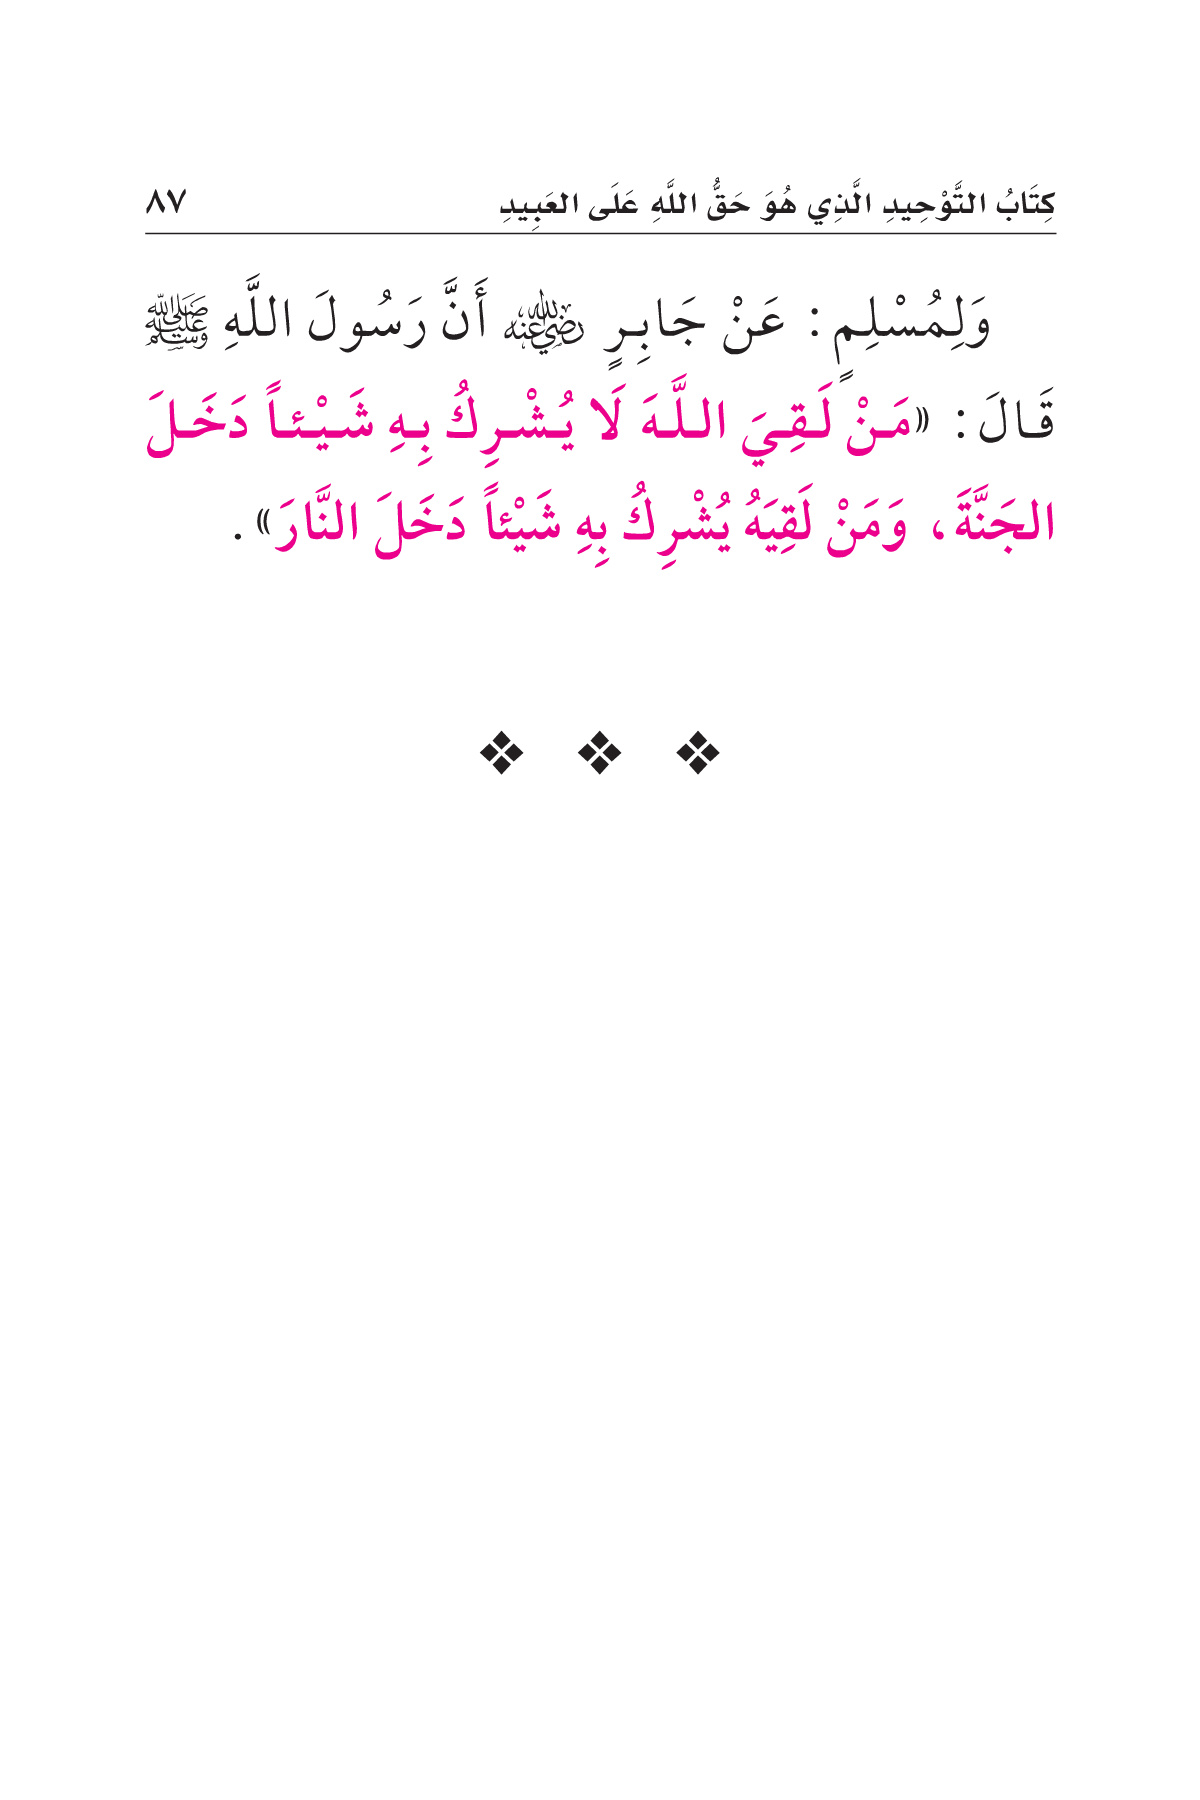 كِتَابُ التَّوْحِيدِ الَّذِي هُوَ حَقُّ اللَّهِ عَلَى العَبِيدِ ٨٧
وَلِمُسْلِمٍ: عَنْ جَابِرٍ رضي الله عنه أَنَّ رَسُولَ اللَّهِ ﷺ
قَالَ: «مَنْ لَقِيَ اللَّهَ لَا يُشْرِكُ بِهِ شَيْئاً دَخَلَ
الجَنَّةَ، وَمَنْ لَقِيَهُ يُشْرِكُ بِهِ شَيْئاً دَخَلَ النَّارَ».